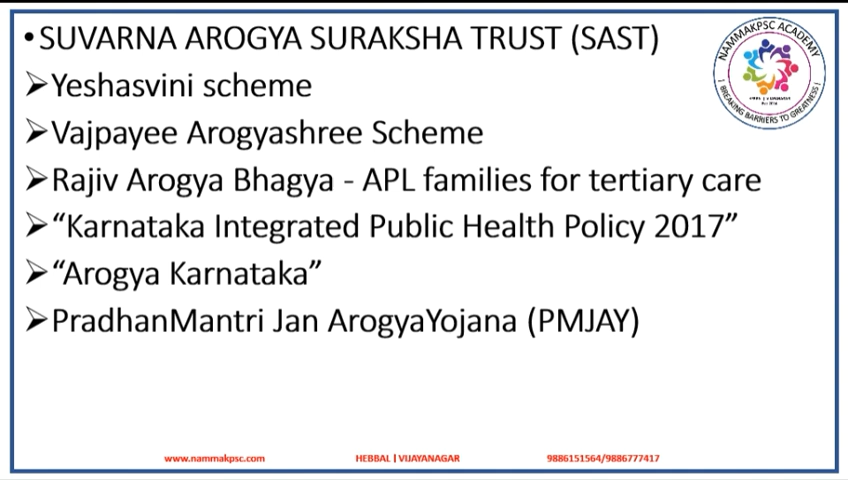 •SUVARNA AROGYA SURAKSHA TRUST (SAST)
➢Yeshasvini scheme
➢Vajpayee Arogyashree Scheme
➢Rajiv Arogya Bhagya - APL families for tertiary care
➢“Karnataka Integrated Public Health Policy 2017”
➢“Arogya Karnataka”
➢PradhanMantri Jan ArogyaYojana (PMJAY)
NAMMAKPSC ACADEMY
! BREAKING BARRIERS TO GREATNESS !
www.nammakpsc.com
HEBBAL | VIJAYANAGAR
9886151564/9886777417